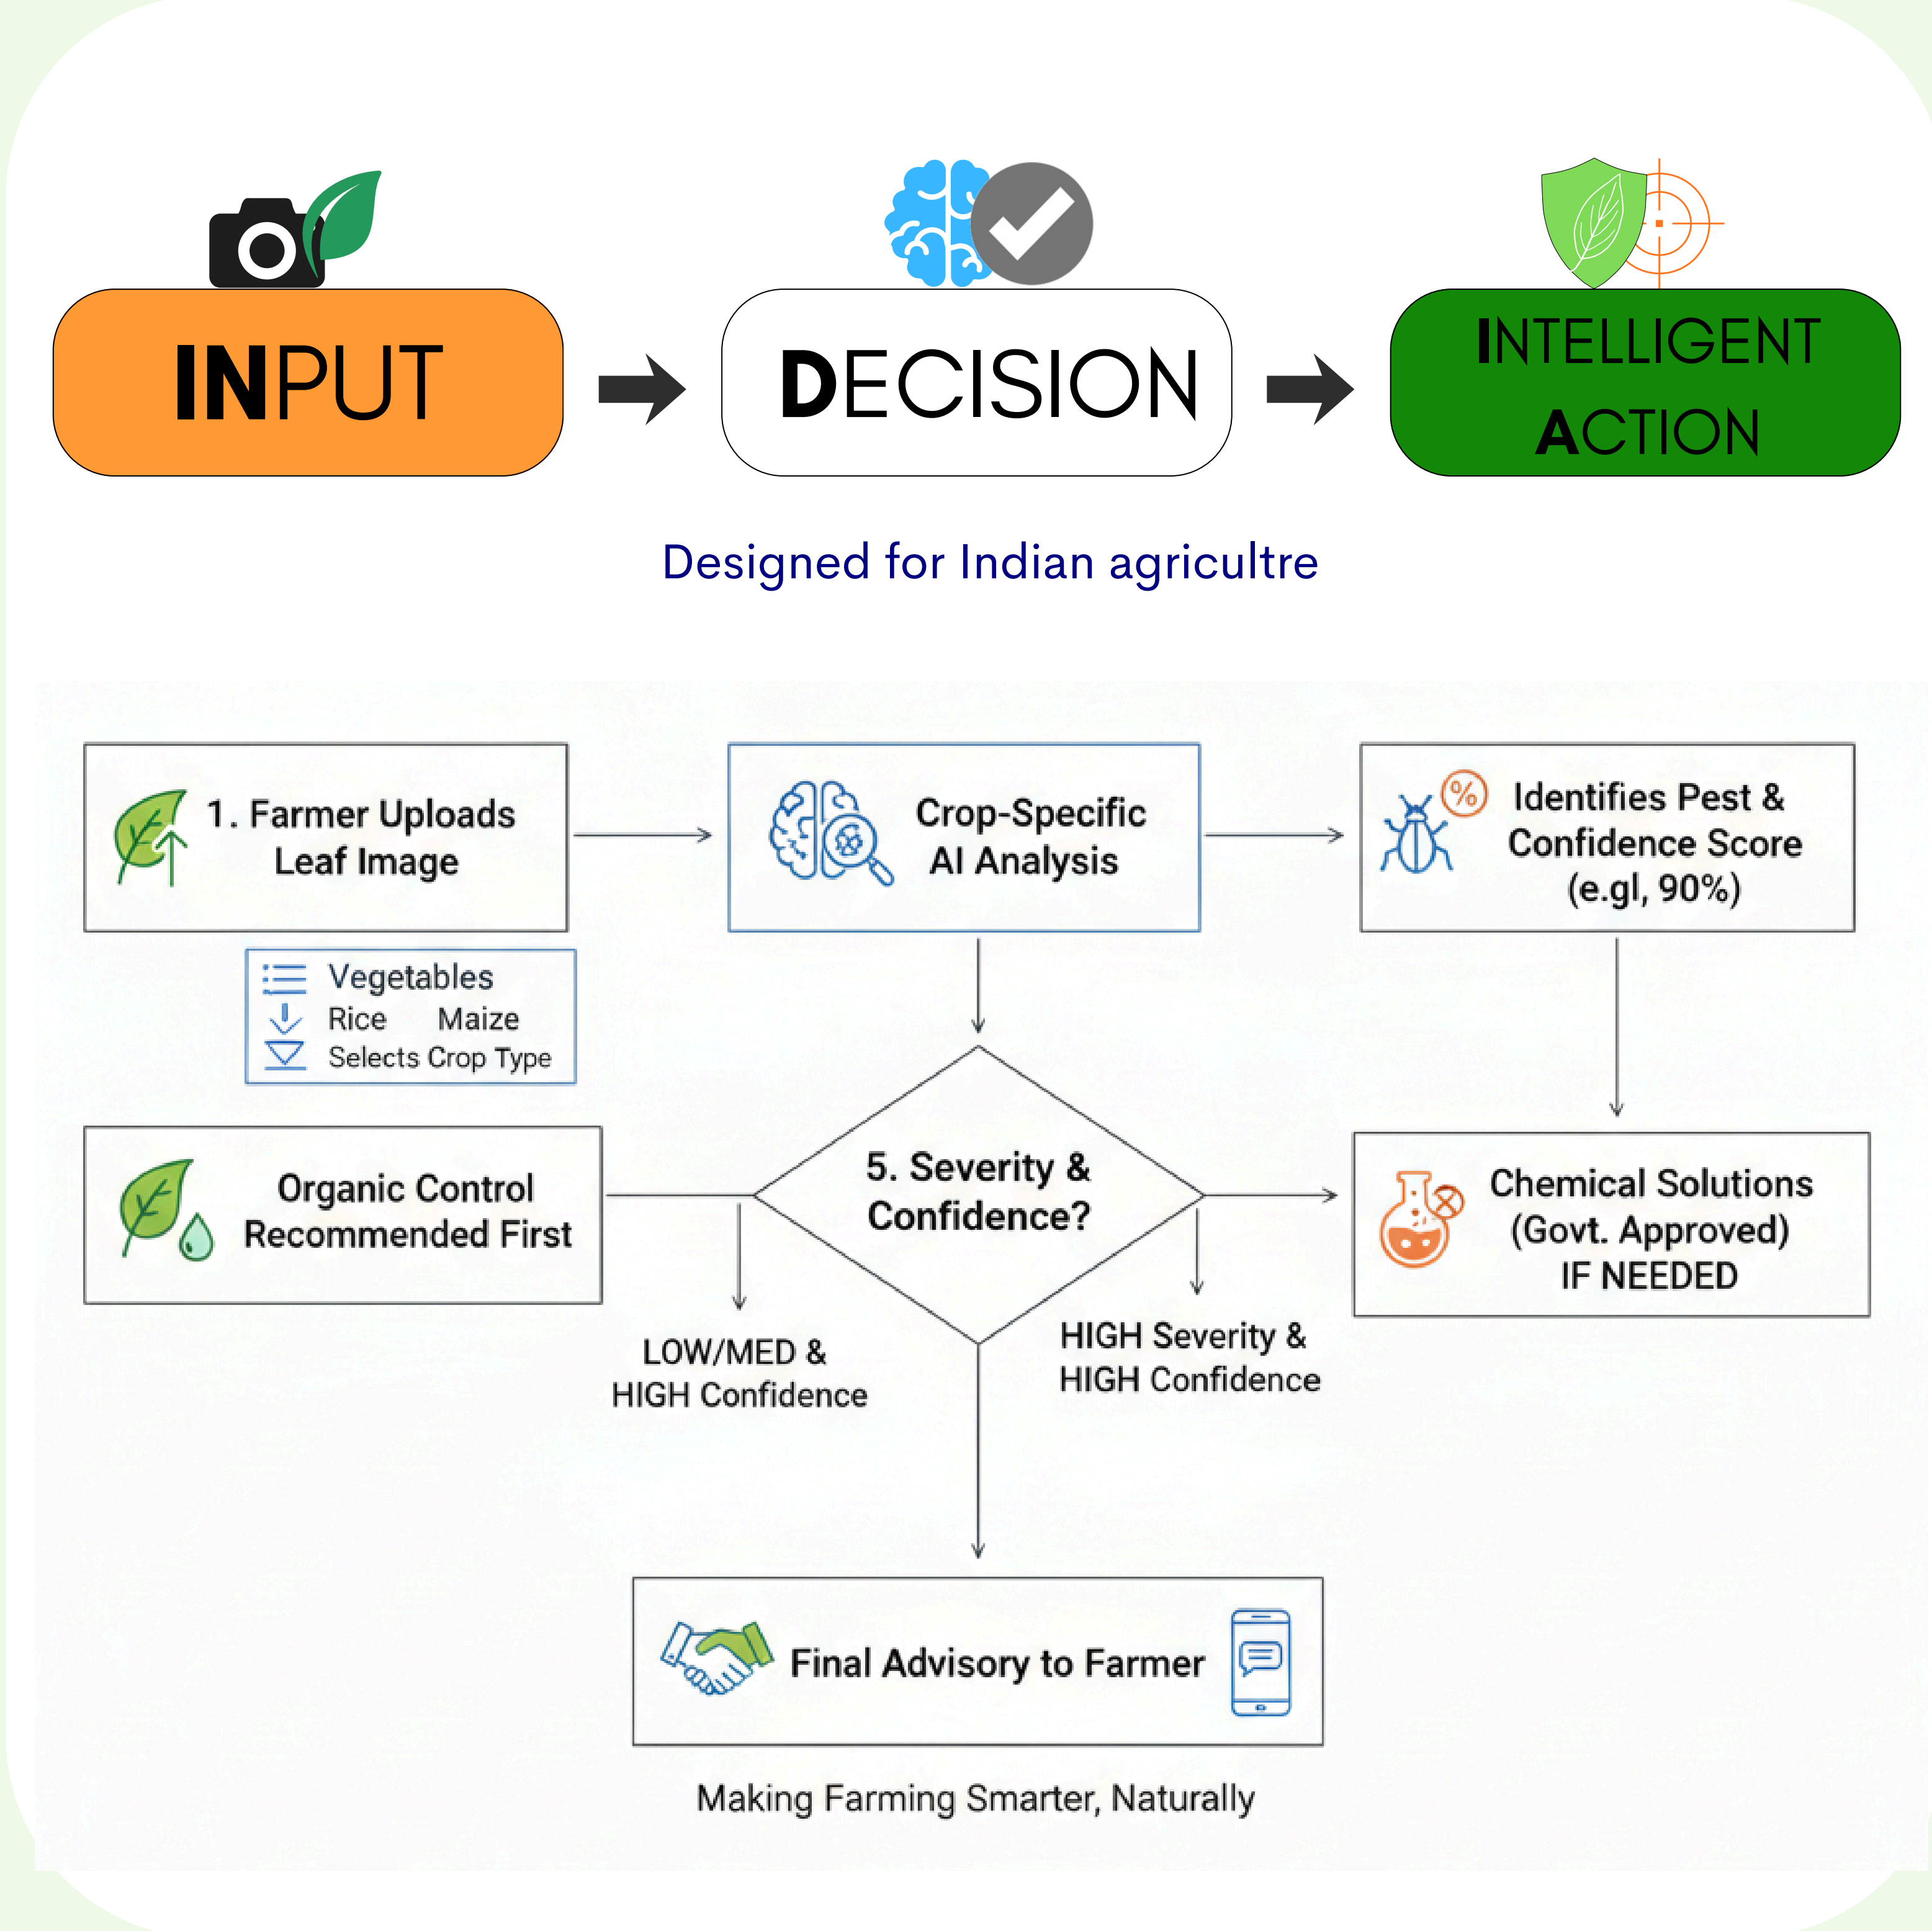 INPUT
DECISION
INTELLIGENT
ACTION
Designed for Indian agricultre
1. Farmer Uploads
Leaf Image
Crop-Specific
AI Analysis
%
Identifies Pest &
Confidence Score
(e.gl, 90%)
Vegetables
Rice Maize
Selects Crop Type
Organic Control
Recommended First
5. Severity &
Confidence?
Chemical Solutions
(Govt. Approved)
IF NEEDED
LOW/MED &
HIGH Confidence
HIGH Severity &
HIGH Confidence
Final Advisory to Farmer
Making Farming Smarter, Naturally